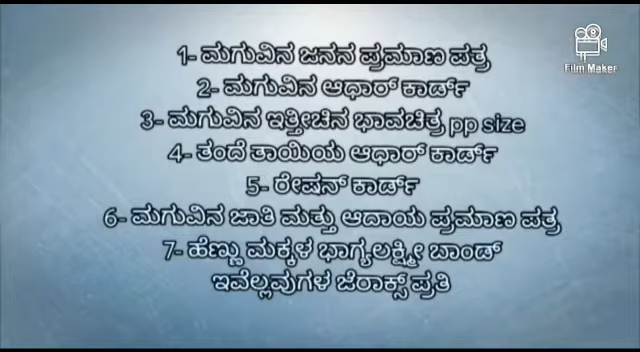 1- ಮಗುವಿನ ಜನನ ಪ್ರಮಾಣ ಪತ್ರ
Film Maker
2- ಮಗುವಿನ ಆಧಾರ್ ಕಾರ್ಡ್
3- ಮಗುವಿನ ಇತ್ತೀಚಿನ ಭಾವಚಿತ್ರ pp size
4- ತಂದೆ ತಾಯಿಯ ಆಧಾರ್ ಕಾರ್ಡ್
5- ರೇಷನ್ ಕಾರ್ಡ್
6- ಮಗುವಿನ ಜಾತಿ ಮತ್ತು ಆದಾಯ ಪ್ರಮಾಣ ಪತ್ರ
7- ಹೆಣ್ಣು ಮಕ್ಕಳ ಭಾಗ್ಯಲಕ್ಷ್ಮೀ ಬಾಂಡ್
ಇವೆಲ್ಲವುಗಳ ಜೆರಾಕ್ಸ್ ಪ್ರತಿ